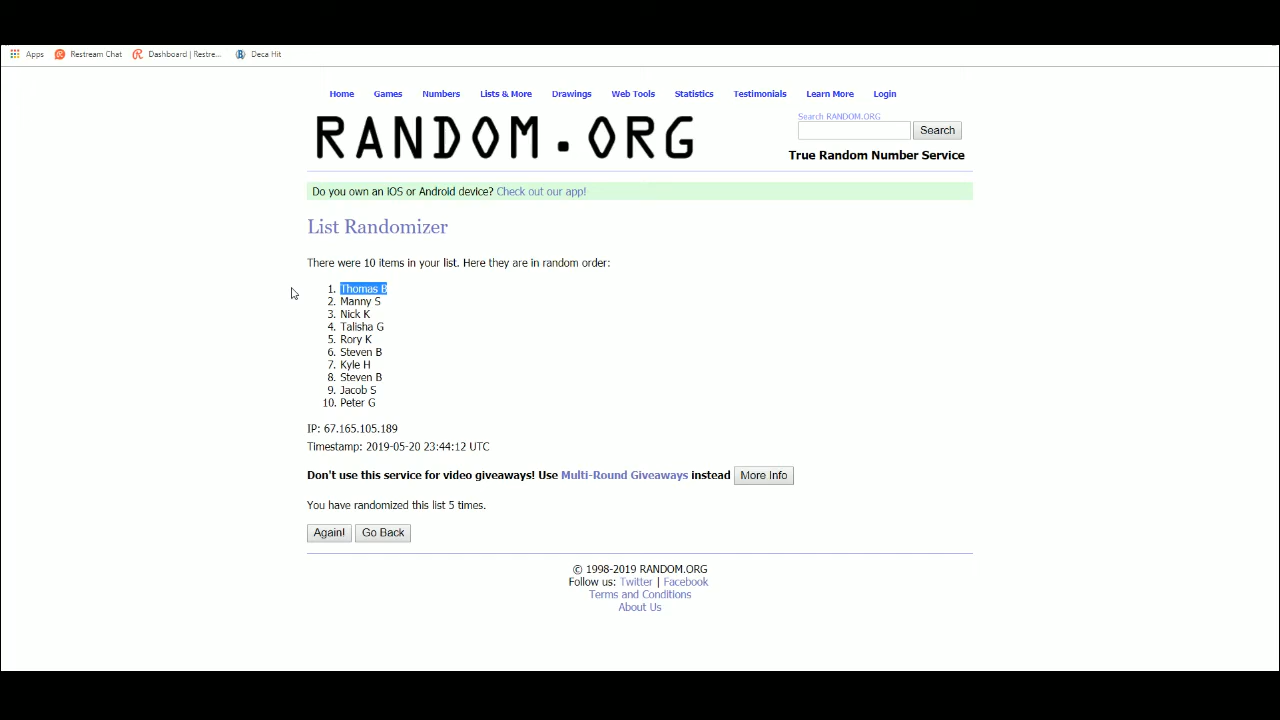 Apps Restream Chat Dashboard | Restre... Deca Hit
Home Games Numbers Lists & More Drawings Web Tools Statistics Testimonials Learn More Login
RANDOM.ORG
Search RANDOM.ORG
Search
True Random Number Service
Do you own an iOS or Android device? Check out our app!
List Randomizer
There were 10 items in your list. Here they are in random order:
1. Thomas B
2. Manny S
3. Nick K
4. Talisha G
5. Rory K
6. Steven B
7. Kyle H
8. Steven B
9. Jacob S
10. Peter G
IP: 67.165.105.189
Timestamp: 2019-05-20 23:44:12 UTC
Don't use this service for video giveaways! Use Multi-Round Giveaways instead More Info
You have randomized this list 5 times.
Again! Go Back
© 1998-2019 RANDOM.ORG
Follow us: Twitter | Facebook
Terms and Conditions
About Us